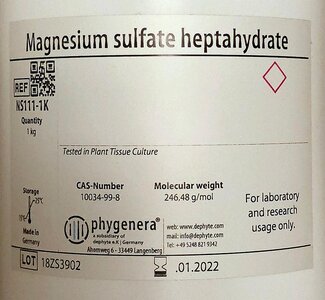 Magnesium sulfate heptahydrate
REF
NS111-1K
Quantity
1 kg
Tested in Plant Tissue Culture
Storage
15°C
25°C
CAS-Number
10034-99-8
Molecular weight
246,48 g/mol
For laboratory
and research
usage only.
Made in
Germany
phygenera®
a subsidiary of
dephyte e.K | Germany
Ahornweg 6 - 33449 Langenberg
www.dephyte.com
info@dephyte.com
Tel: +49 5248 821 9342
LOT
18ZS3902
.01.2022